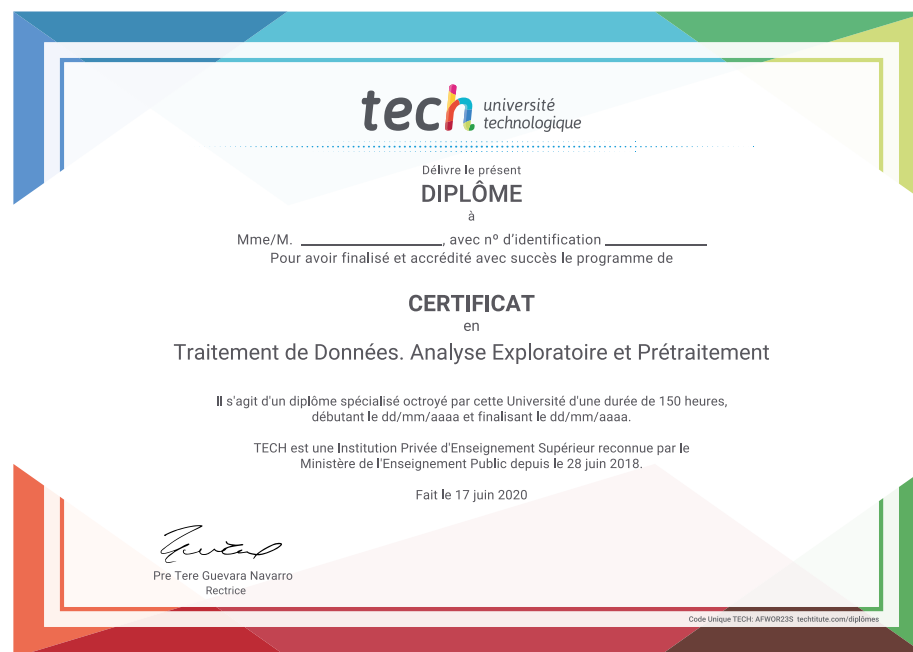 tech université
technologique
Délivre le présent
DIPLÔME
à
Mme/M. ____________________, avec nº d'identification ______________
Pour avoir finalisé et accrédité avec succès le programme de
CERTIFICAT
en
Traitement de Données. Analyse Exploratoire et Prétraitement
Il s'agit d'un diplôme spécialisé octroyé par cette Université d'une durée de 150 heures,
débutant le dd/mm/aaaa et finalisant le dd/mm/aaaa.
TECH est une Institution Privée d'Enseignement Supérieur reconnue par le
Ministère de l'Enseignement Public depuis le 28 juin 2018.
Fait le 17 juin 2020
Pre Tere Guevara Navarro
Rectrice
Code Unique TECH: AFWOR23S techtitute.com/diplômes